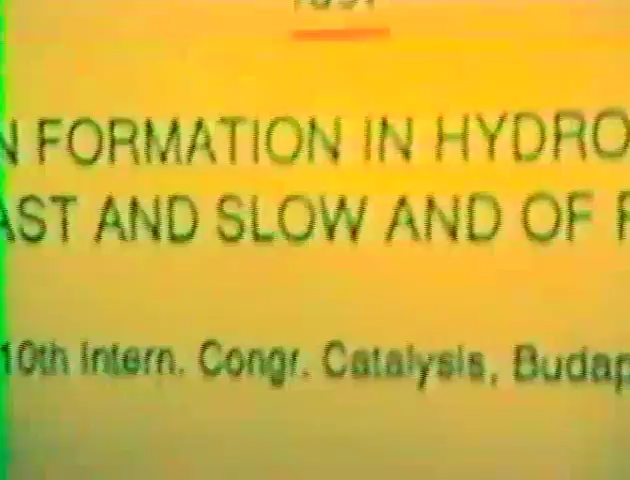 N FORMATION IN HYDRO
AST AND SLOW AND OF
10th Intern. Congr. Catalysis, Budap